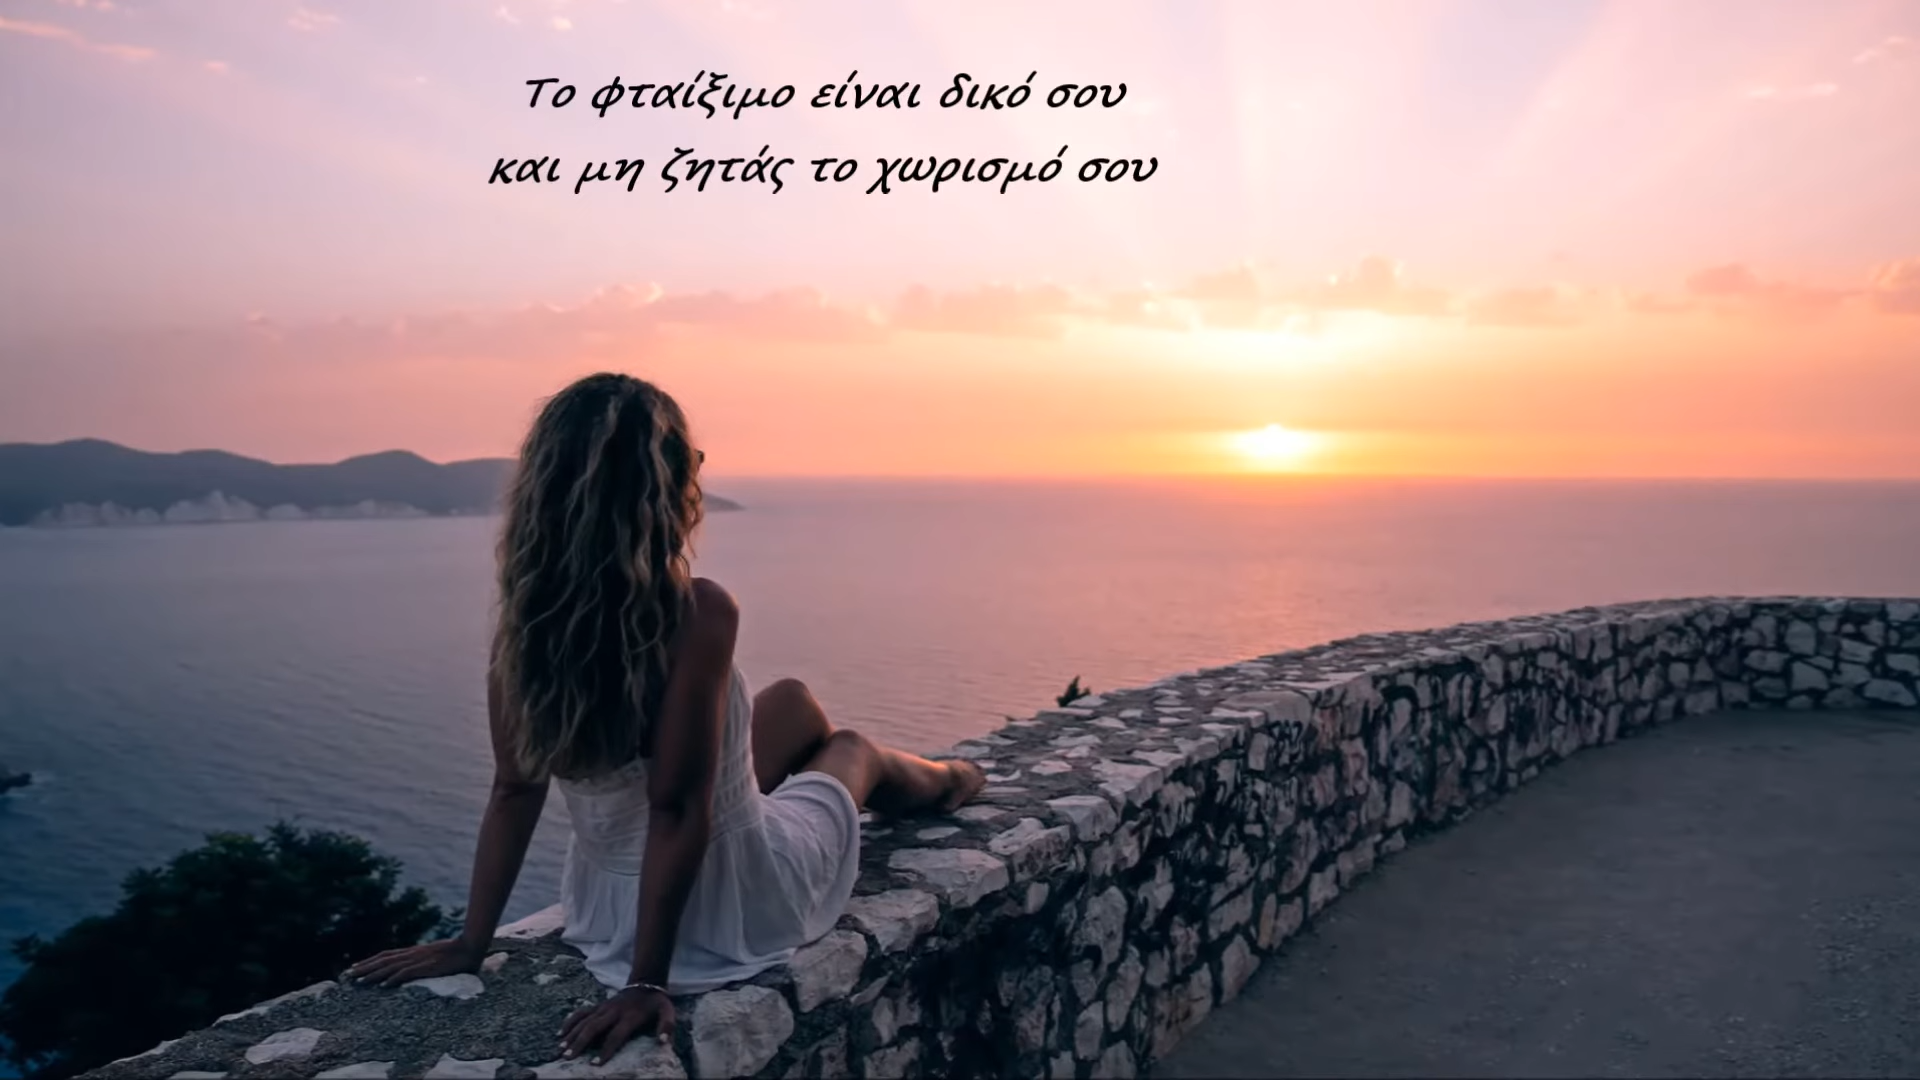 Το φταίξιμο είναι δικό σου
και μη ζητάς το χωρισμό σου